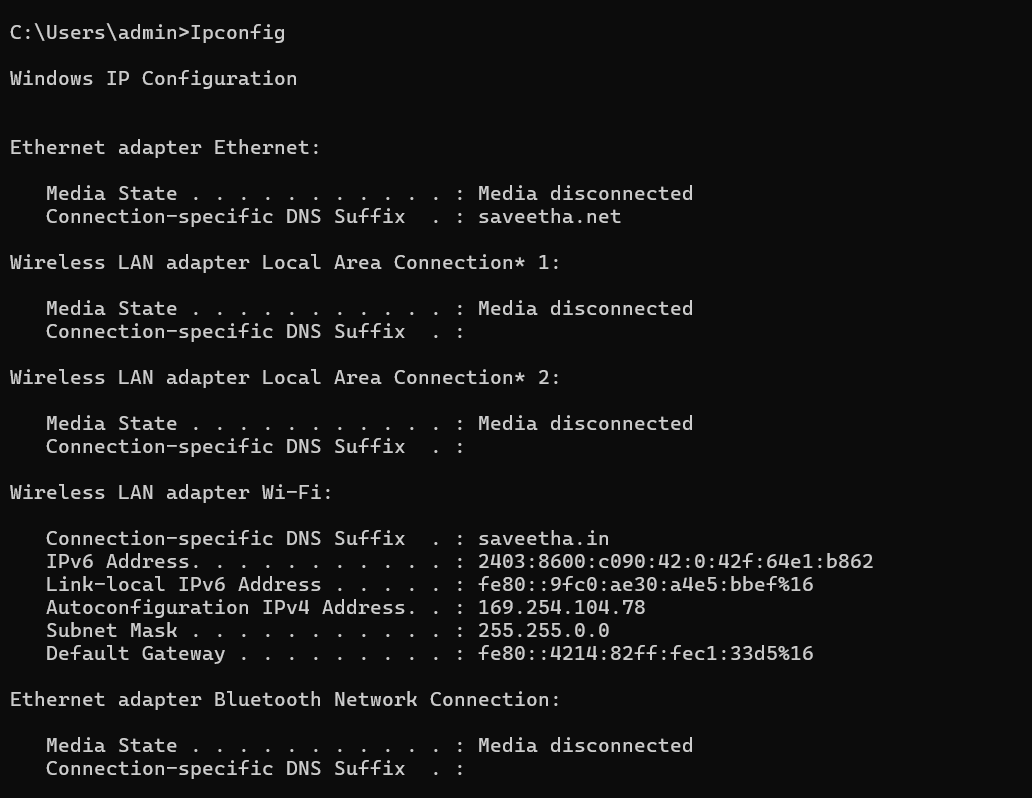 C:\Users\admin>Ipconfig
Windows IP Configuration
Ethernet adapter Ethernet:
   Media State . . . . . . . . . . . : Media disconnected
   Connection-specific DNS Suffix  . : saveetha.net
Wireless LAN adapter Local Area Connection* 1:
   Media State . . . . . . . . . . . : Media disconnected
   Connection-specific DNS Suffix  . :
Wireless LAN adapter Local Area Connection* 2:
   Media State . . . . . . . . . . . : Media disconnected
   Connection-specific DNS Suffix  . :
Wireless LAN adapter Wi-Fi:
   Connection-specific DNS Suffix  . : saveetha.in
   IPv6 Address. . . . . . . . . . . : 2403:8600:c090:42:0:42f:64e1:b862
   Link-local IPv6 Address . . . . . : fe80::9fc0:ae30:a4e5:bbef%16
   Autoconfiguration IPv4 Address. . : 169.254.104.78
   Subnet Mask . . . . . . . . . . . : 255.255.0.0
   Default Gateway . . . . . . . . . : fe80::4214:82ff:fec1:33d5%16
Ethernet adapter Bluetooth Network Connection:
   Media State . . . . . . . . . . . : Media disconnected
   Connection-specific DNS Suffix  . :